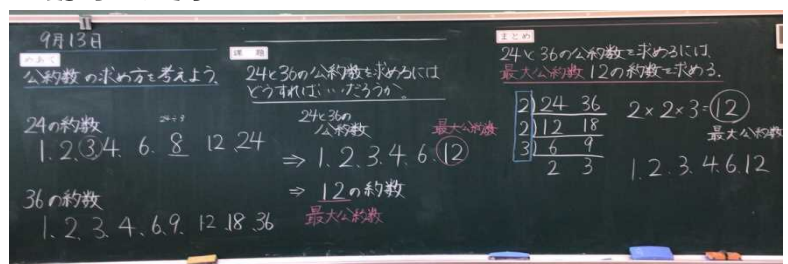 9月13日
めあて
公約数の求め方を考えよう。
24の約数
24÷3
1.2.3.4.6.8 12.24
36の約数
1.2.3.4.6.9.12.18.36
課題
24と36の公約数を求めるには
どうすればいいだろうか。
24と36の
公約数
最大公約数
⇒ 1.2.3.4.6.12
⇒ 12の約数
最大公約数
まとめ
24と36の公約数を求めるには、
最大公約数12の約数を求める。
2) 24 36
2) 12 18
3) 6 9
2 3
2×2×3=12
最大公約数
1.2.3.4.6.12